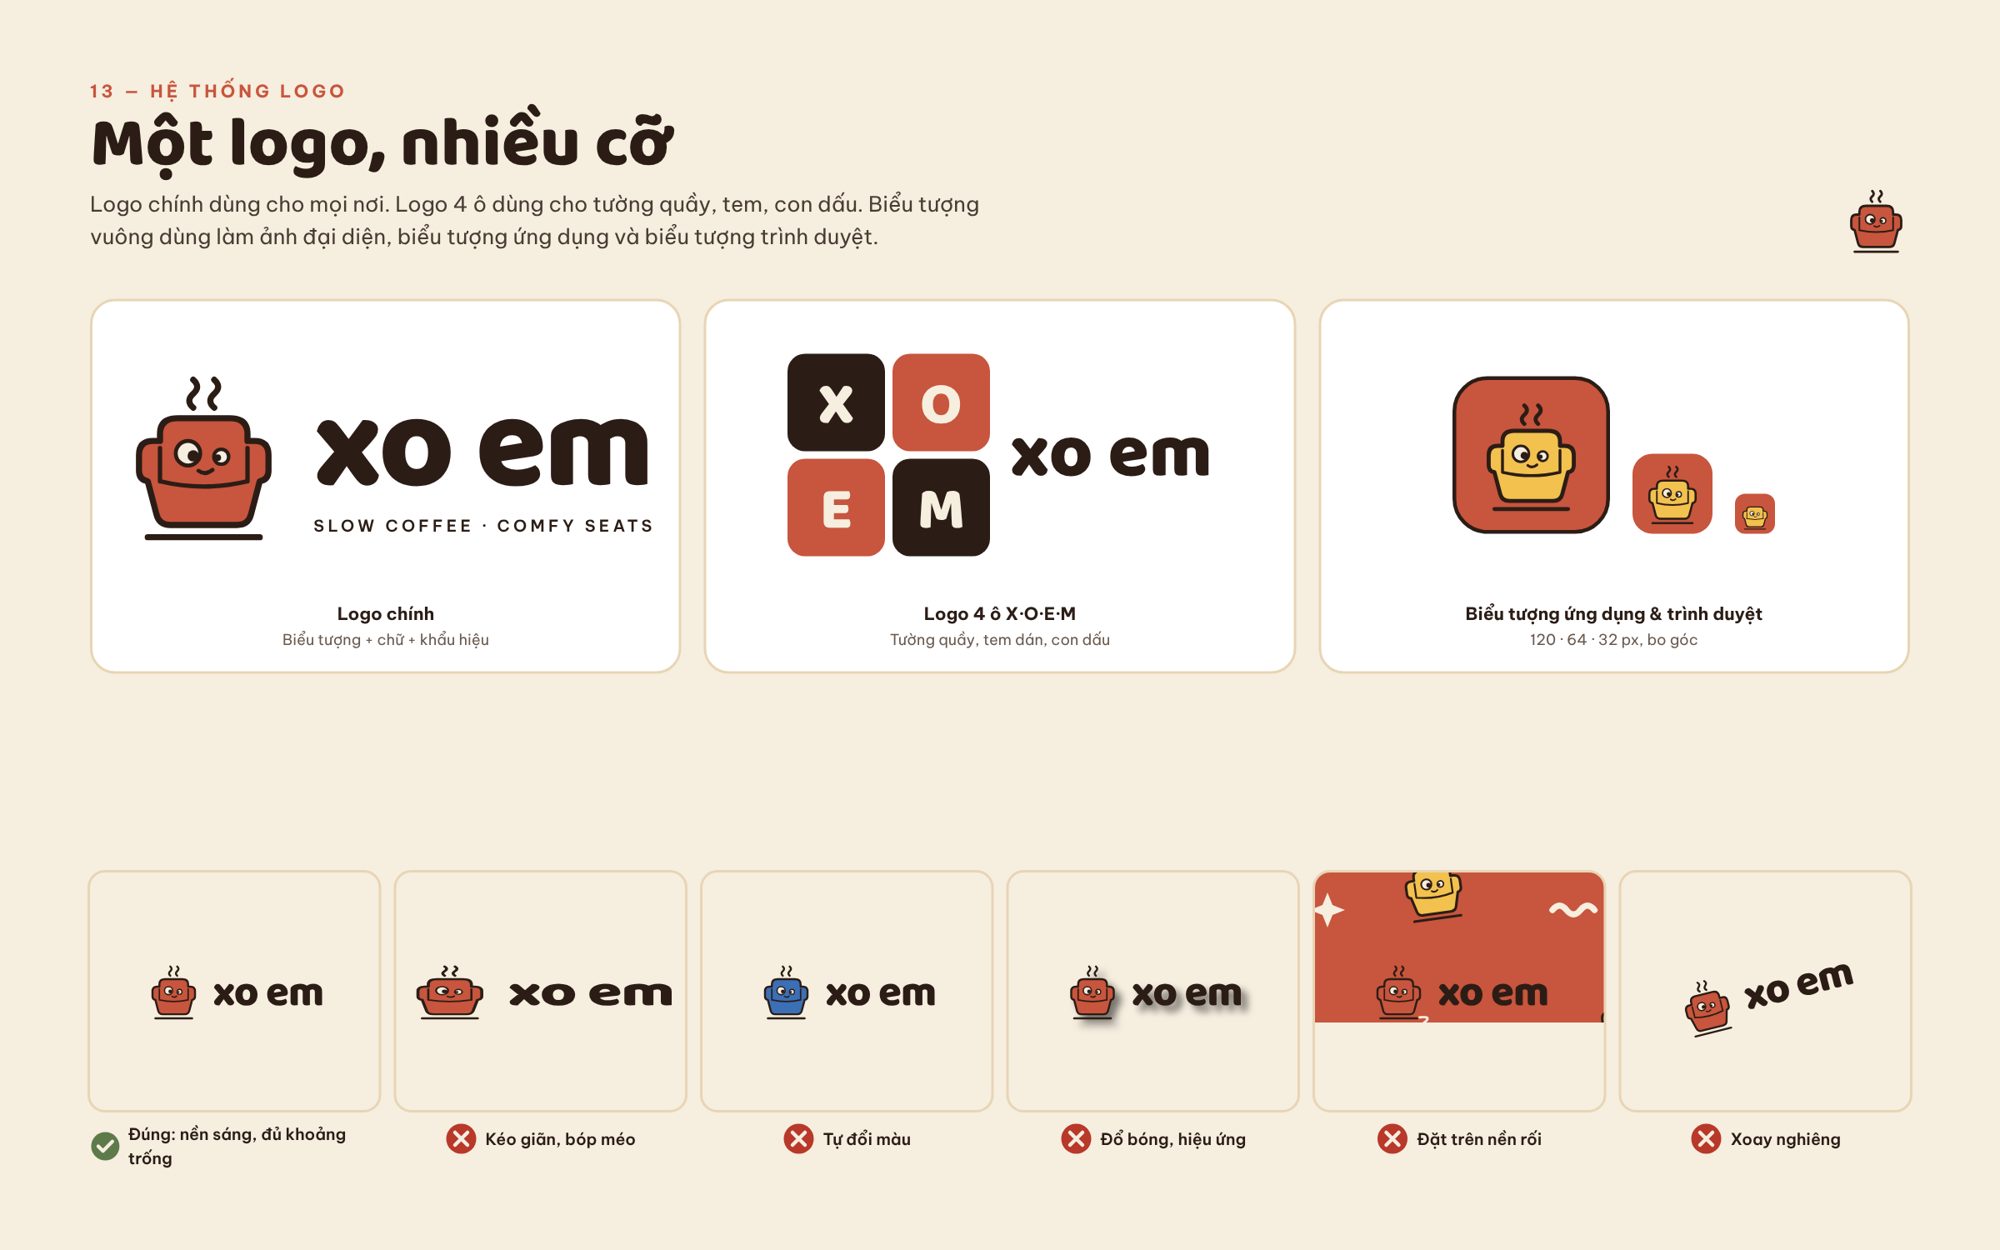 13 — HỆ THỐNG LOGO
Một logo, nhiều cỡ
Logo chính dùng cho mọi nơi. Logo 4 ô dùng cho tường quầy, tem, con dấu. Biểu tượng
vuông dùng làm ảnh đại diện, biểu tượng ứng dụng và biểu tượng trình duyệt.
xo em
SLOW COFFEE · COMFY SEATS
Logo chính
Biểu tượng + chữ + khẩu hiệu
X O
E M
xo em
Logo 4 ô X·O·E·M
Tường quầy, tem dán, con dấu
Biểu tượng ứng dụng & trình duyệt
120 · 64 · 32 px, bo góc
xo em
Đúng: nền sáng, đủ khoảng
trống
xo em
Kéo giãn, bóp méo
xo em
Tự đổi màu
xo em
Đổ bóng, hiệu ứng
xo em
Đặt trên nền rối
xo em
Xoay nghiêng